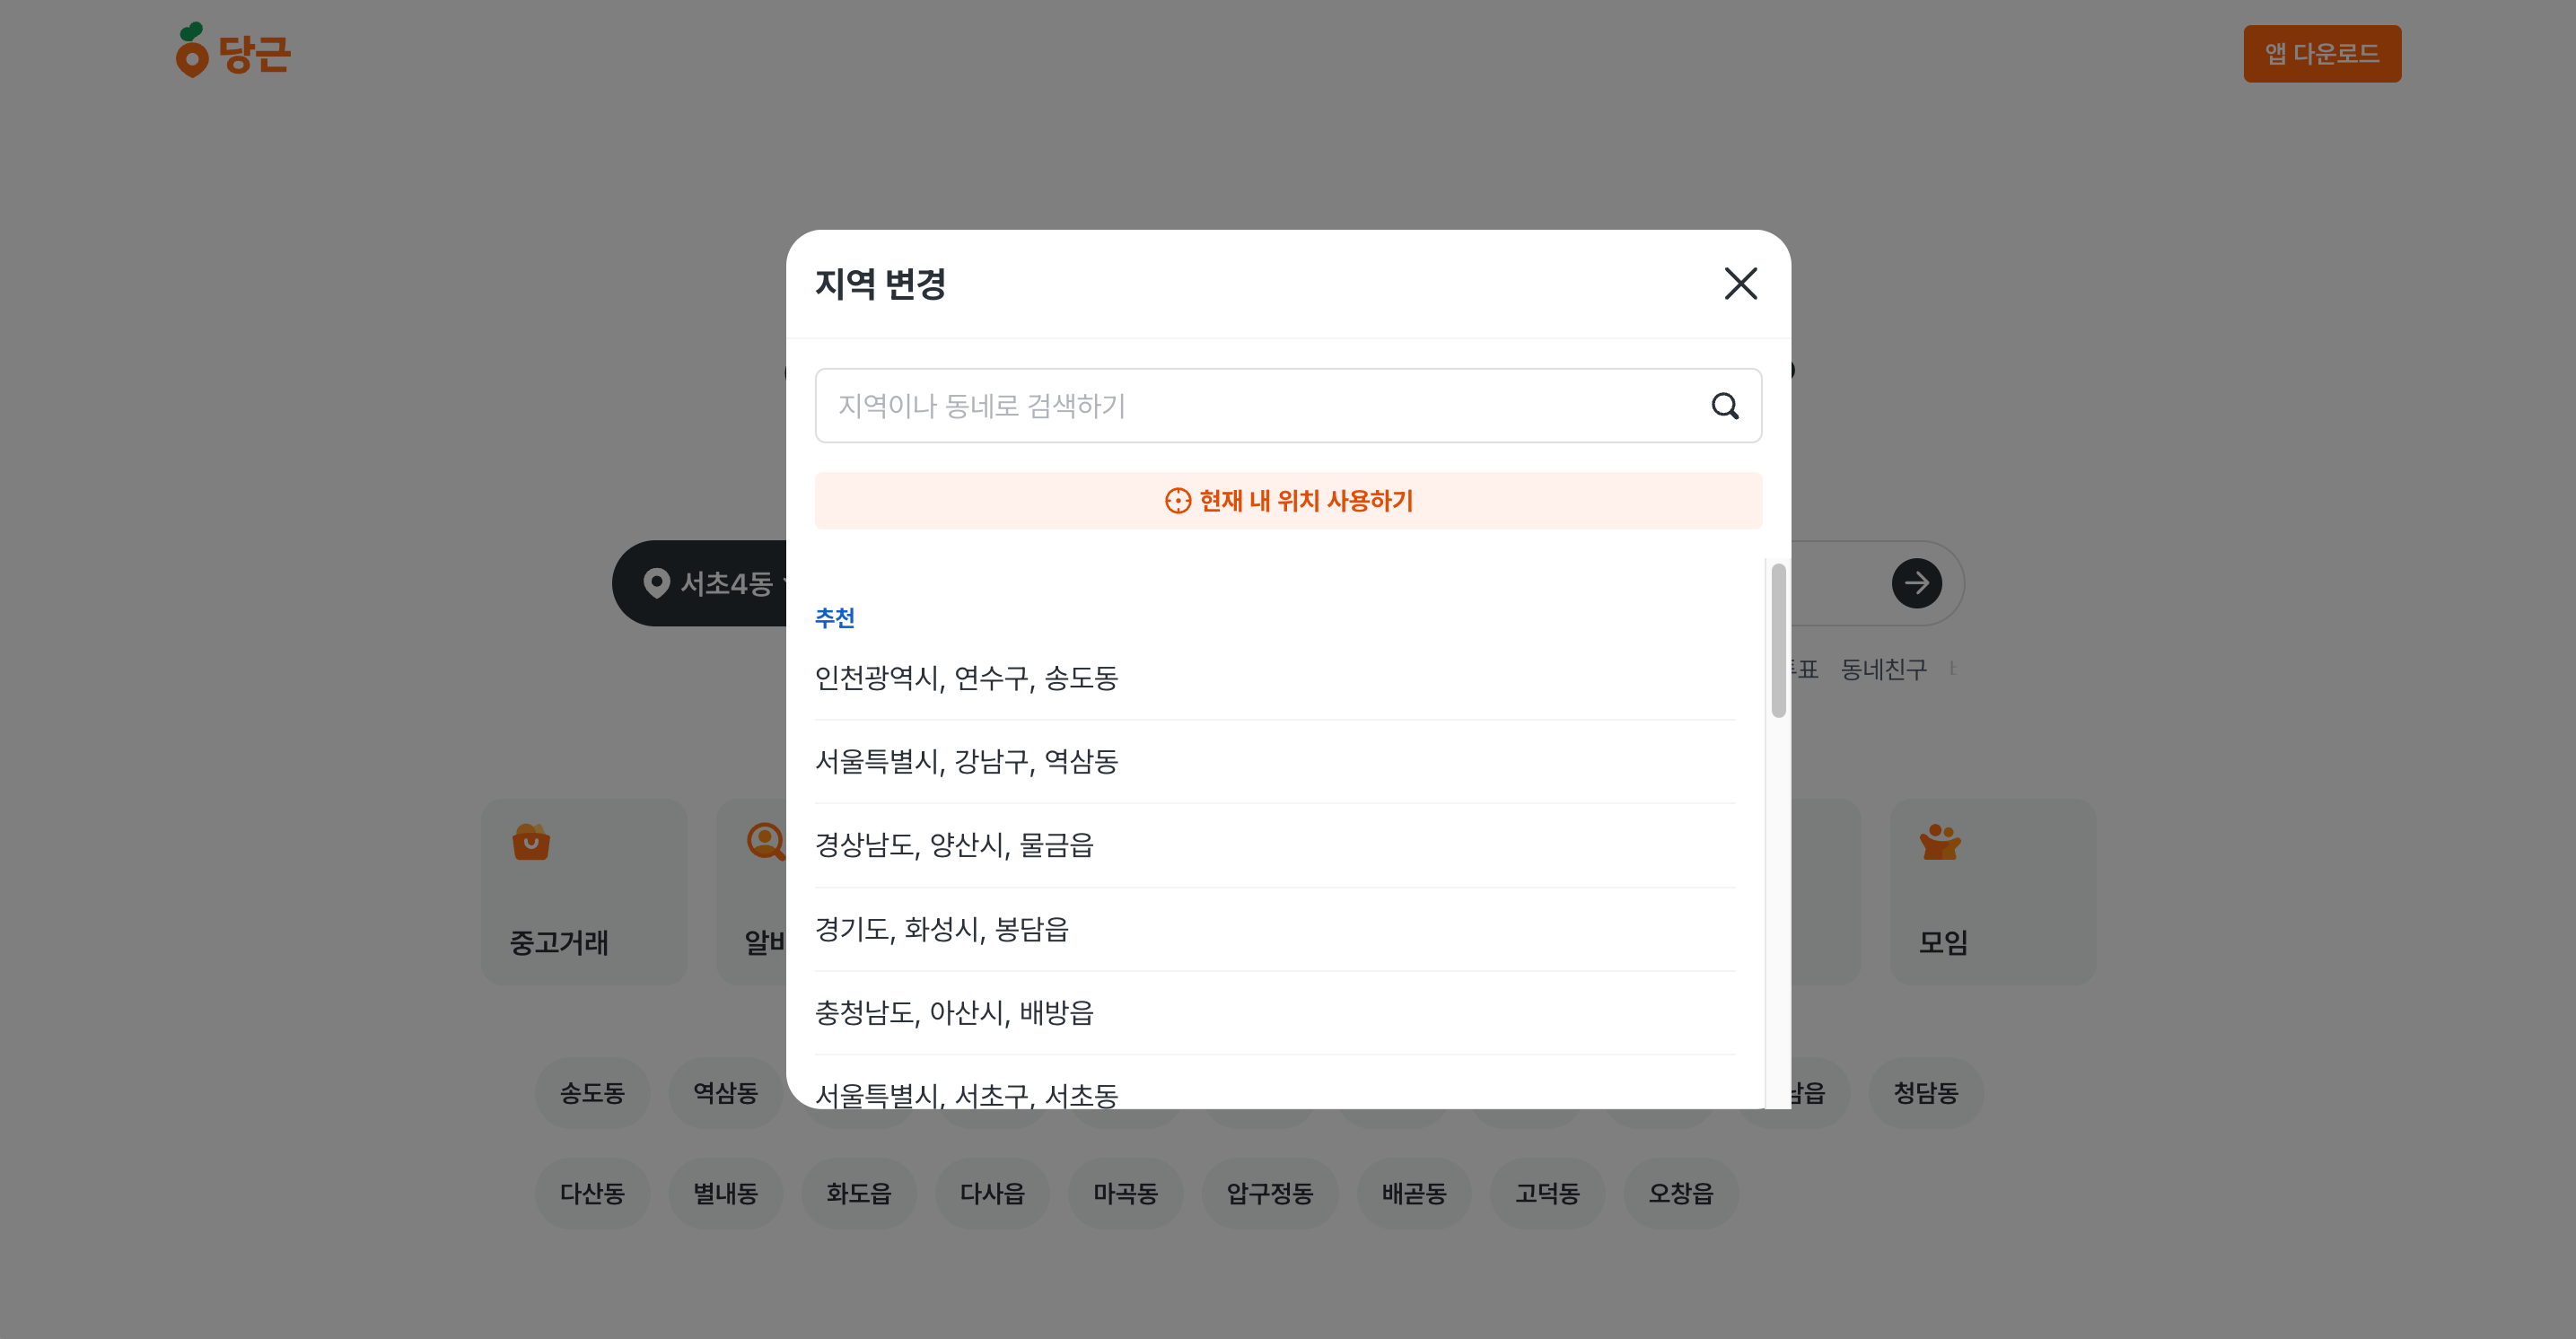 당근
앱 다운로드
지역 변경
지역이나 동네로 검색하기
현재 내 위치 사용하기
서초4동
추천
인천광역시, 연수구, 송도동
동네친구
서울특별시, 강남구, 역삼동
경상남도, 양산시, 물금읍
경기도, 화성시, 봉담읍
중고거래
모임
충청남도, 아산시, 배방읍
서울특별시, 서초구, 서초동
송도동 역삼동 청담동
다산동 별내동 화도읍 다사읍 마곡동 압구정동 배곧동 고덕동 오창읍